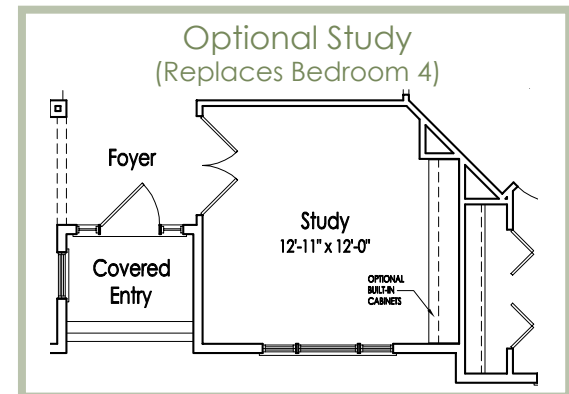 Optional Study
(Replaces Bedroom 4)
Foyer
Study
12'-11" x 12'-0"
Covered
Entry
OPTIONAL
BUILT-IN
CABINETS